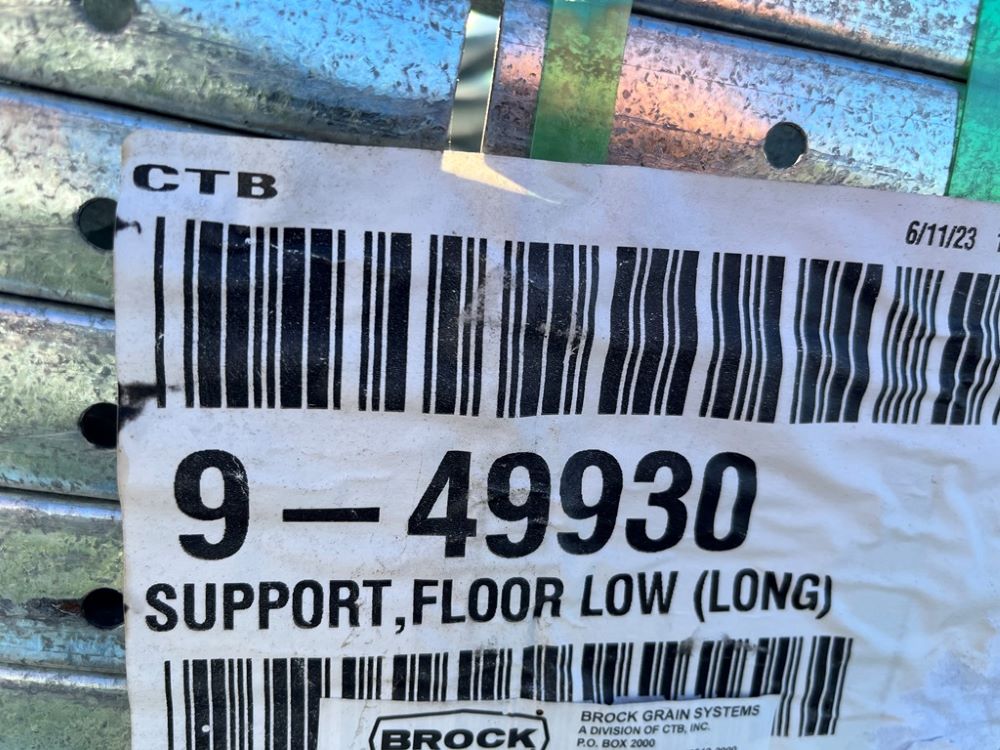 CTB
6/11/23
9-49930
SUPPORT,FLOOR LOW (LONG)
BROCK
BROCK GRAIN SYSTEMS
A DIVISION OF CTB, INC.
P.O. BOX 2000